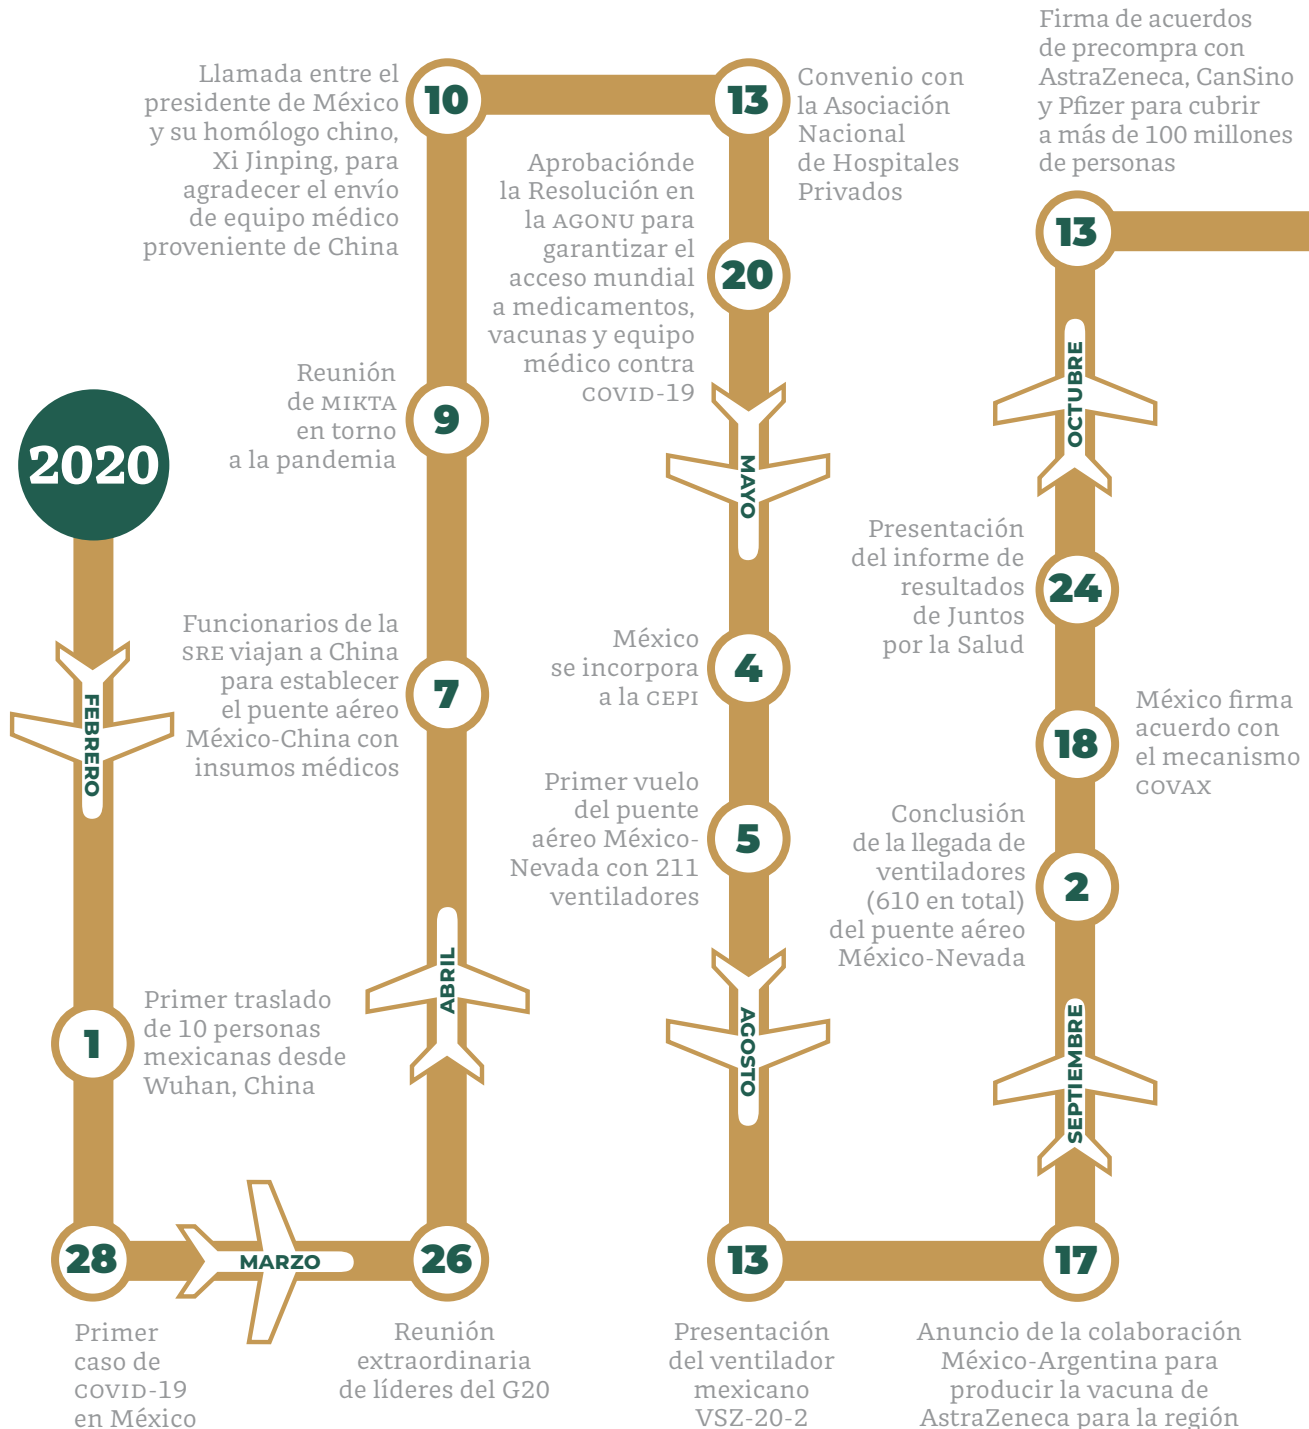 2020
FEBRERO
1
Primer traslado
de 10 personas
mexicanas desde
Wuhan, China
28
Primer
caso de
COVID-19
en México
MARZO
26
Reunión
extraordinaria
de líderes del G20
ABRIL
7
Funcionarios de la
SRE viajan a China
para establecer
el puente aéreo
México-China con
insumos médicos
9
Reunión
de MIKTA
en torno
a la pandemia
10
Llamada entre el
presidente de México
y su homólogo chino,
Xi Jinping, para
agradecer el envío
de equipo médico
proveniente de China
13
Convenio con
la Asociación
Nacional
de Hospitales
Privados
20
Aprobaciónde
la Resolución en
la AGONU para
garantizar el
acceso mundial
a medicamentos,
vacunas y equipo
médico contra
COVID-19
MAYO
4
México
se incorpora
a la CEPI
5
Primer vuelo
del puente
aéreo México-
Nevada con 211
ventiladores
AGOSTO
13
Presentación
del ventilador
mexicano
VSZ-20-2
17
Anuncio de la colaboración
México-Argentina para
producir la vacuna de
AstraZeneca para la región
SEPTIEMBRE
2
Conclusión
de la llegada de
ventiladores
(610 en total)
del puente aéreo
México-Nevada
18
México firma
acuerdo con
el mecanismo
COVAX
24
Presentación
del informe de
resultados
de Juntos
por la Salud
OCTUBRE
13
Firma de acuerdos
de precompra con
AstraZeneca, CanSino
y Pfizer para cubrir
a más de 100 millones
de personas